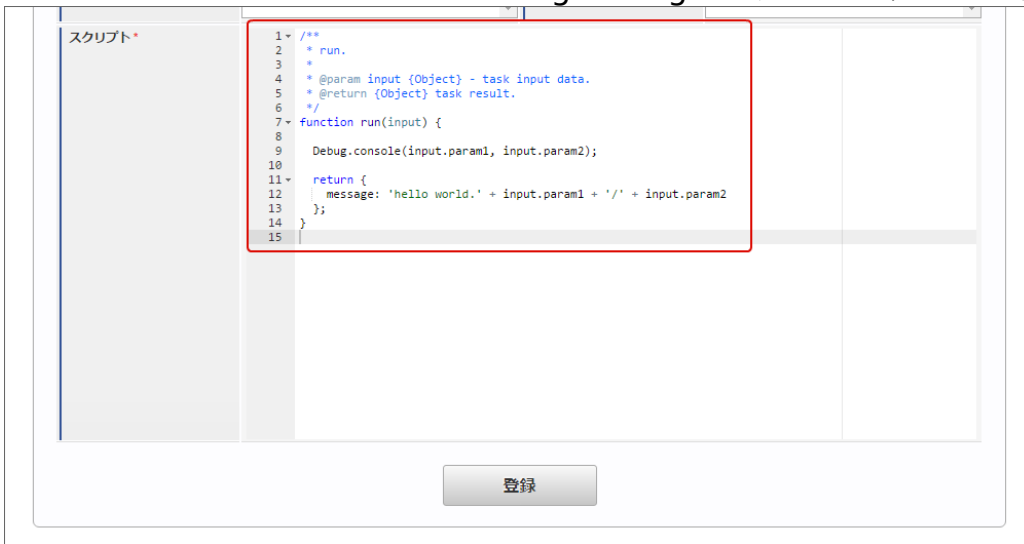 スクリプト*
1 /**
2 * run.
3 *
4 * @param input {Object} - task input data.
5 * @return {Object} task result.
6 */
7 function run(input) {
8
9 Debug.console(input.param1, input.param2);
10
11 return {
12 message: 'hello world.' + input.param1 + '/' + input.param2
13 };
14 }
15
登録